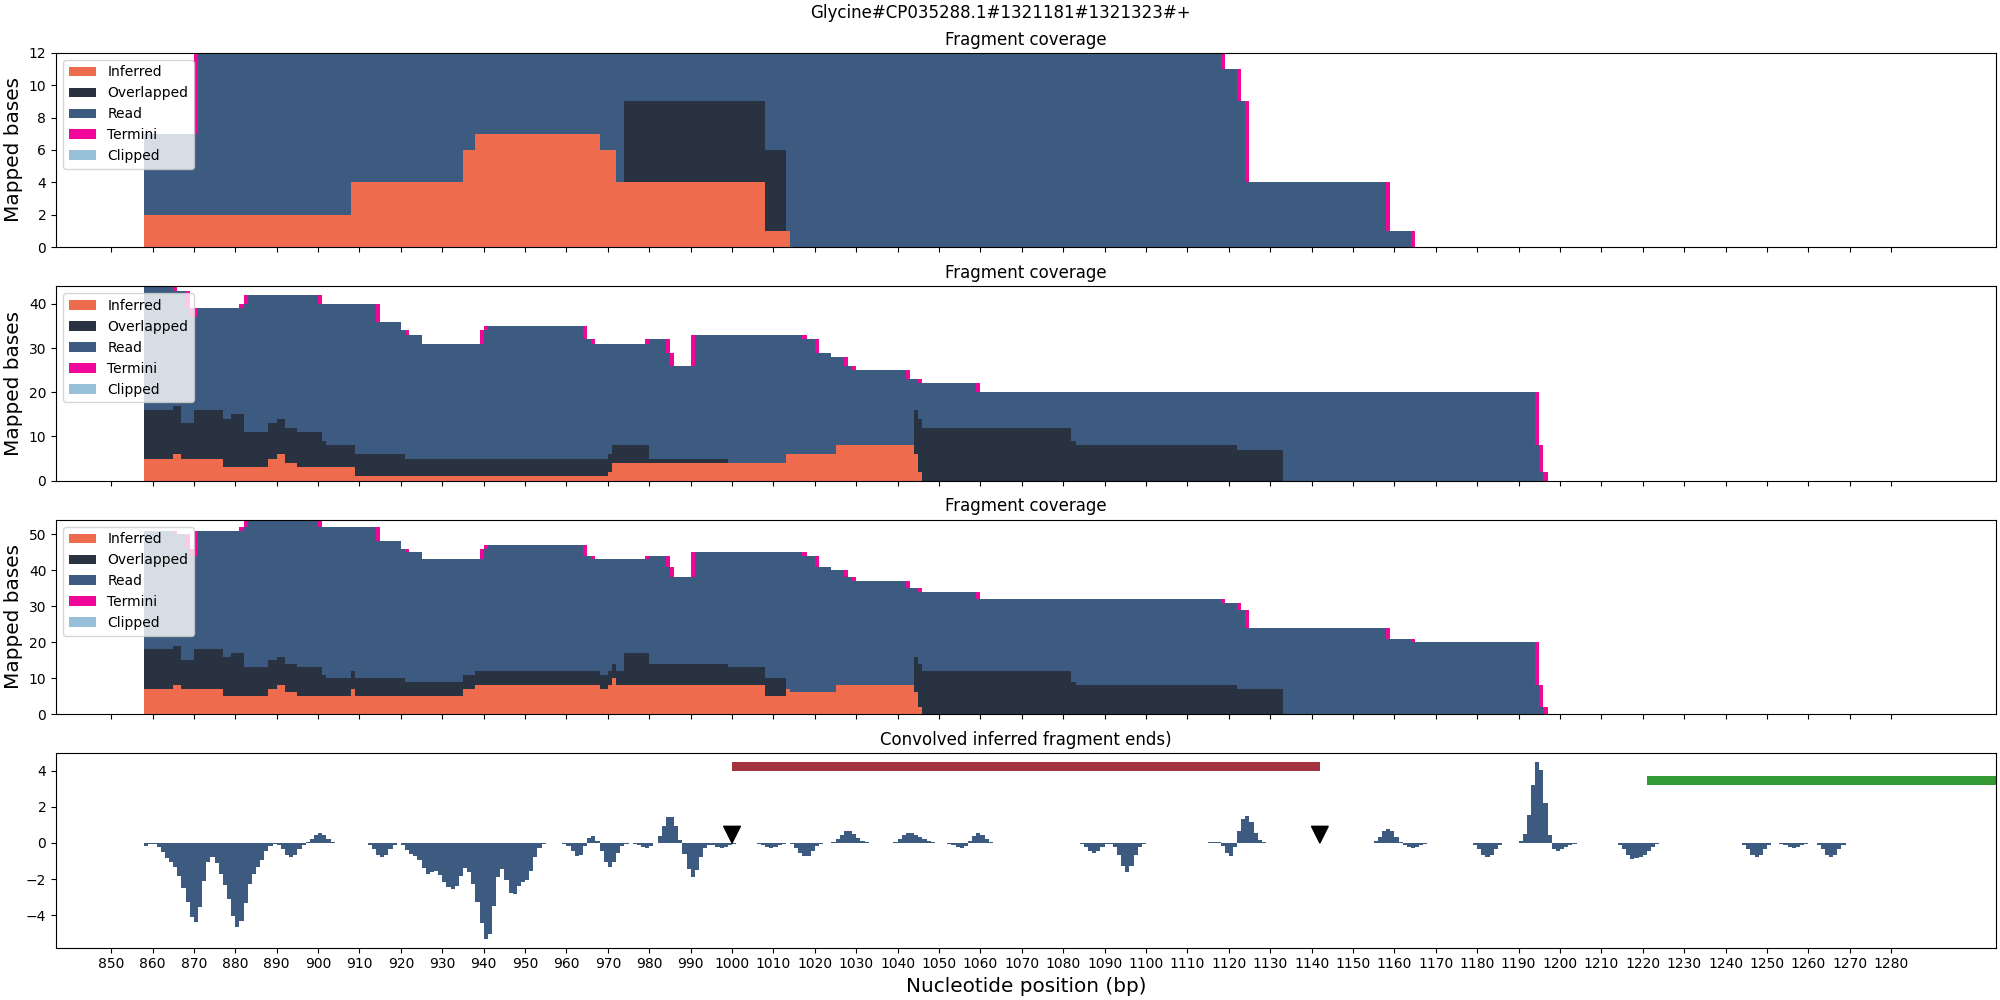 Glycine#CP035288.1#1321181#1321323#+
Fragment coverage
Mapped bases
12
10
8
6
4
2
0
Inferred
Overlapped
Read
Termini
Clipped
Fragment coverage
Mapped bases
40
30
20
10
0
Inferred
Overlapped
Read
Termini
Clipped
Fragment coverage
Mapped bases
50
40
30
20
10
0
Inferred
Overlapped
Read
Termini
Clipped
Convolved inferred fragment ends)
4
2
0
−2
−4
850 860 870 880 890 900 910 920 930 940 950 960 970 980 990 1000 1010 1020 1030 1040 1050 1060 1070 1080 1090 1100 1110 1120 1130 1140 1150 1160 1170 1180 1190 1200 1210 1220 1230 1240 1250 1260 1270 1280
Nucleotide position (bp)